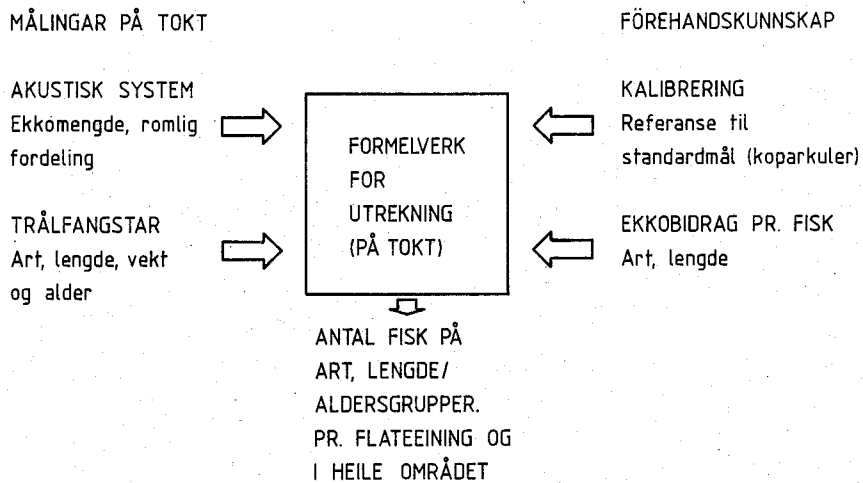 MÅLINGAR PÅ TOKT
AKUSTISK SYSTEM
Ekkomengde, romlig
fordeling
TRÅLFANGSTAR
Art, lengde, vekt
og alder
FORMELVERK
FOR
UTREKNING
(PÅ TOKT)
FÖREHANDSKUNNSKAP
KALIBRERING
Referanse til
standardmål (koparkuler)
EKKOBIDRAG PR. FISK
Art, lengde
ANTAL FISK PÅ
ART, LENGDE/
ALDERSGRUPPER.
PR. FLATEEINING OG
I HEILE OMRÅDET